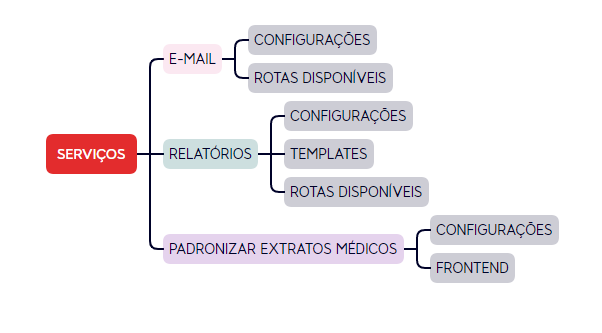 SERVIÇOS
E-MAIL
CONFIGURAÇÕES
ROTAS DISPONÍVEIS
RELATÓRIOS
CONFIGURAÇÕES
TEMPLATES
ROTAS DISPONÍVEIS
PADRONIZAR EXTRATOS MÉDICOS
CONFIGURAÇÕES
FRONTEND